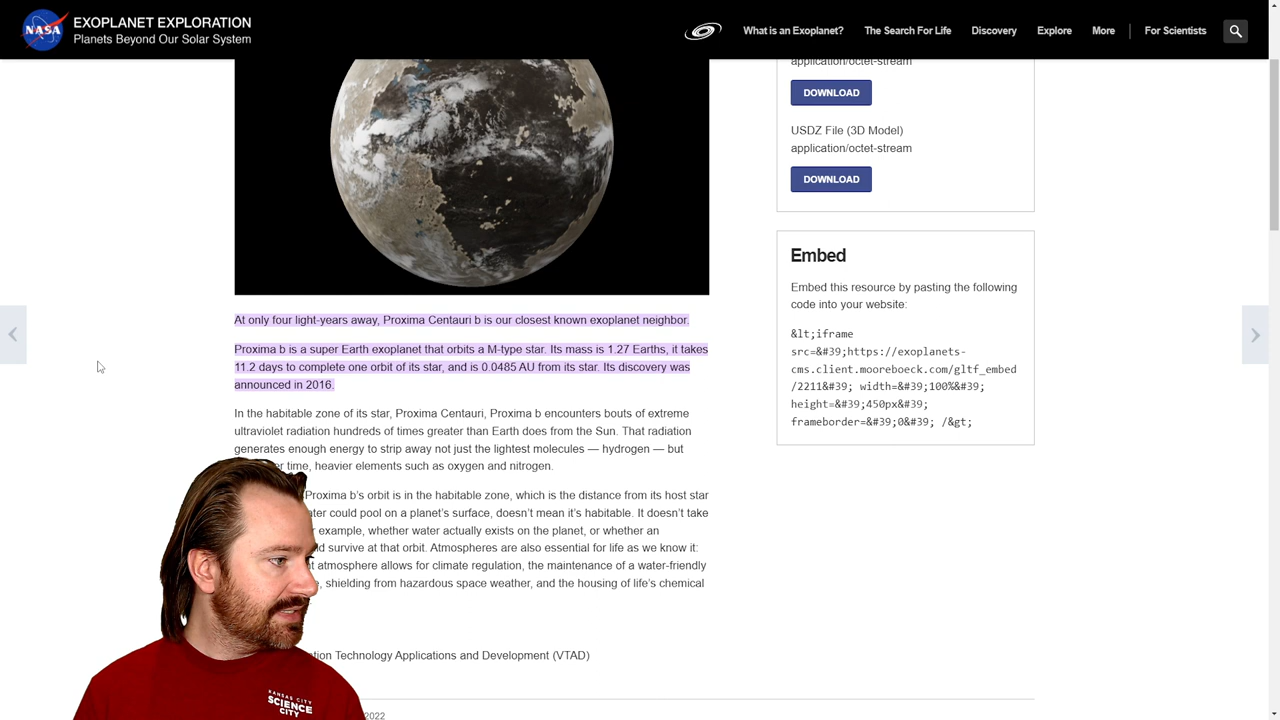 NASA
EXOPLANET EXPLORATION
Planets Beyond Our Solar System
What is an Exoplanet?
The Search For Life
Discovery
Explore
More
For Scientists
application/octet-stream
DOWNLOAD
USDZ File (3D Model)
application/octet-stream
DOWNLOAD
Embed
Embed this resource by pasting the following
code into your website:
&lt;iframe
src=&#39;https://exoplanets-
cms.client.mooreboeck.com/gltf_embed
/2211&#39; width=&#39;100%&#39;
height=&#39;450px&#39;
frameborder=&#39;0&#39; /&gt;
At only four light-years away, Proxima Centauri b is our closest known exoplanet neighbor.
Proxima b is a super Earth exoplanet that orbits a M-type star. Its mass is 1.27 Earths, it takes
11.2 days to complete one orbit of its star, and is 0.0485 AU from its star. Its discovery was
announced in 2016.
In the habitable zone of its star, Proxima Centauri, Proxima b encounters bouts of extreme
ultraviolet radiation hundreds of times greater than Earth does from the Sun. That radiation
generates enough energy to strip away not just the lightest molecules — hydrogen — but
time, heavier elements such as oxygen and nitrogen.
Proxima b's orbit is in the habitable zone, which is the distance from its host star
could pool on a planet's surface, doesn't mean it's habitable. It doesn't take
example, whether water actually exists on the planet, or whether an
survive at that orbit. Atmospheres are also essential for life as we know it:
atmosphere allows for climate regulation, the maintenance of a water-friendly
shielding from hazardous space weather, and the housing of life's chemical
Technology Applications and Development (VTAD)
2022
KANSAS CITY
SCIENCE
CITY